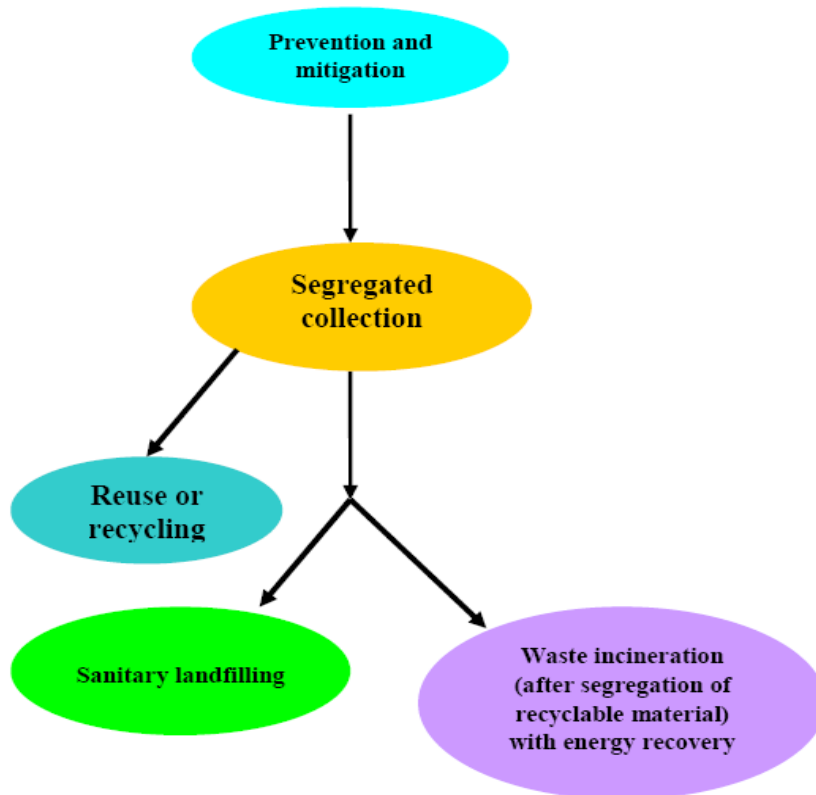 Prevention and
mitigation
Segregated
collection
Reuse or
recycling
Sanitary landfilling
Waste incineration
(after segregation of
recyclable material)
with energy recovery